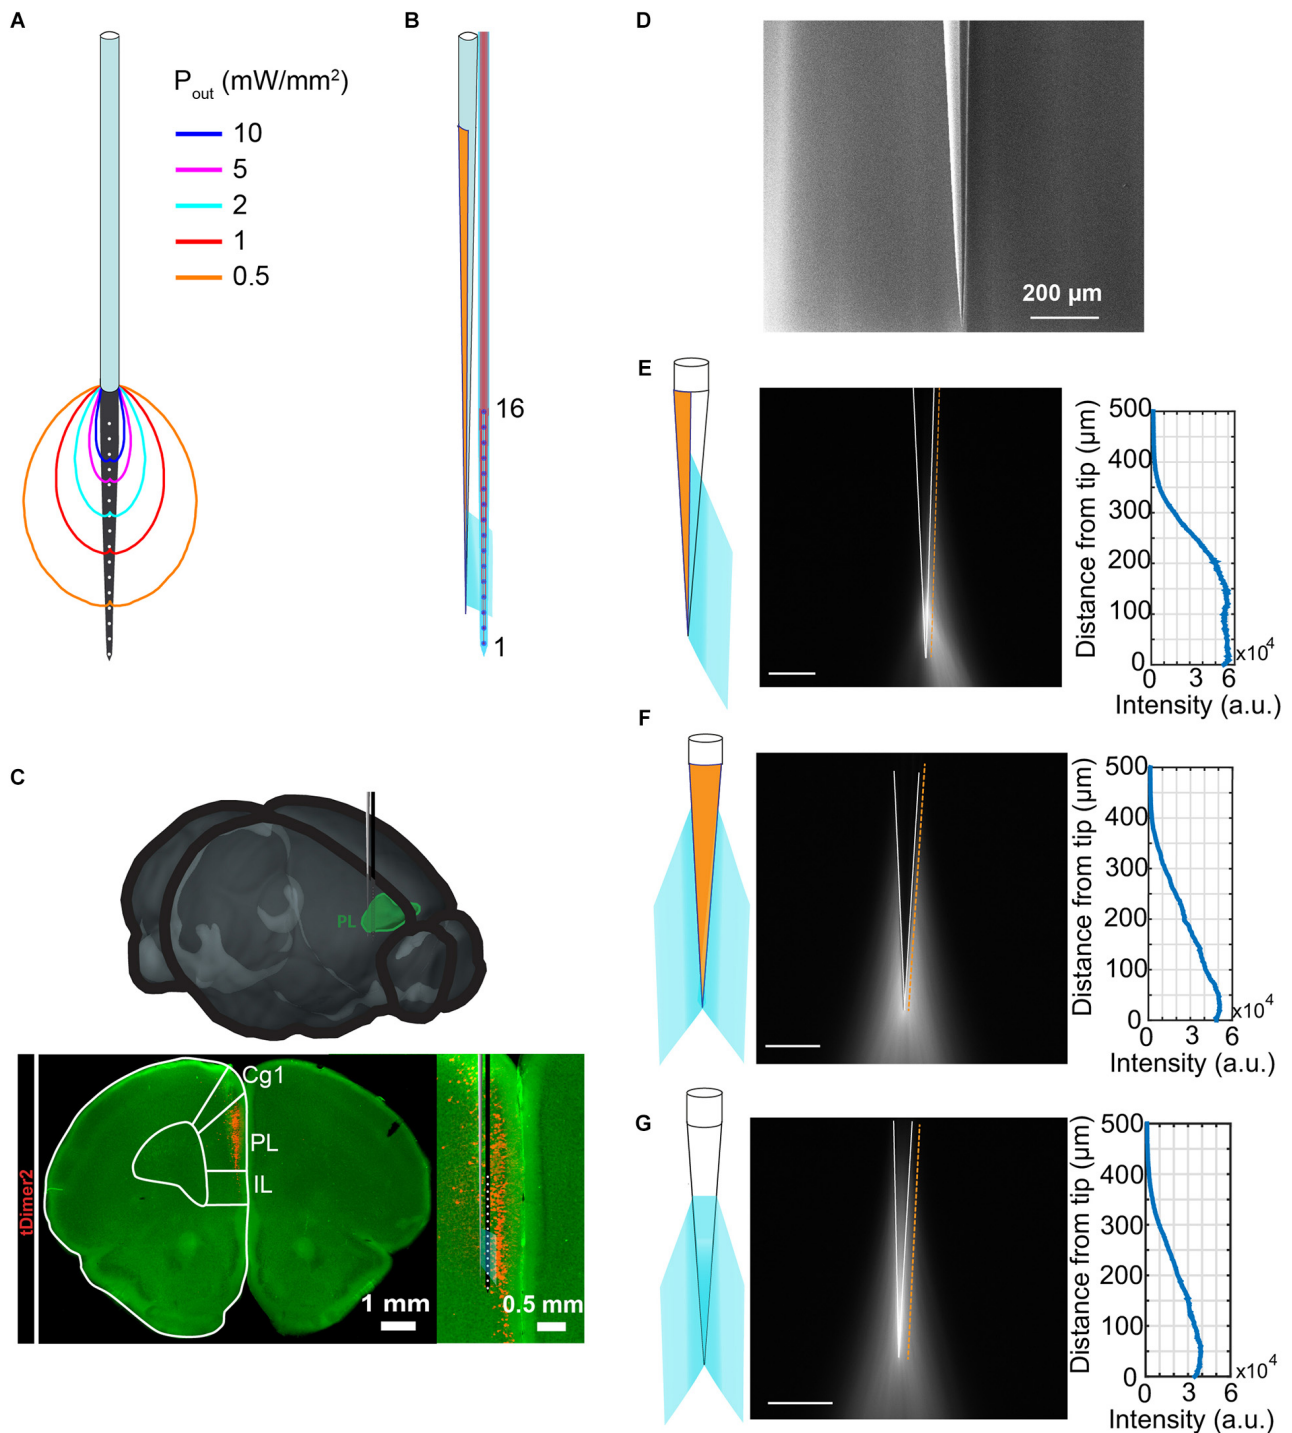 A
P_out (mW/mm²)
10
5
2
1
0.5
B
16
1
C
PL
Cg1
PL
IL
tDimer2
1 mm
0.5 mm
D
200 µm
E
Distance from tip (µm)
500
400
300
200
100
0
x10⁴
0 3 6
Intensity (a.u.)
F
Distance from tip (µm)
500
400
300
200
100
0
x10⁴
0 3 6
Intensity (a.u.)
G
Distance from tip (µm)
500
400
300
200
100
0
x10⁴
0 3 6
Intensity (a.u.)